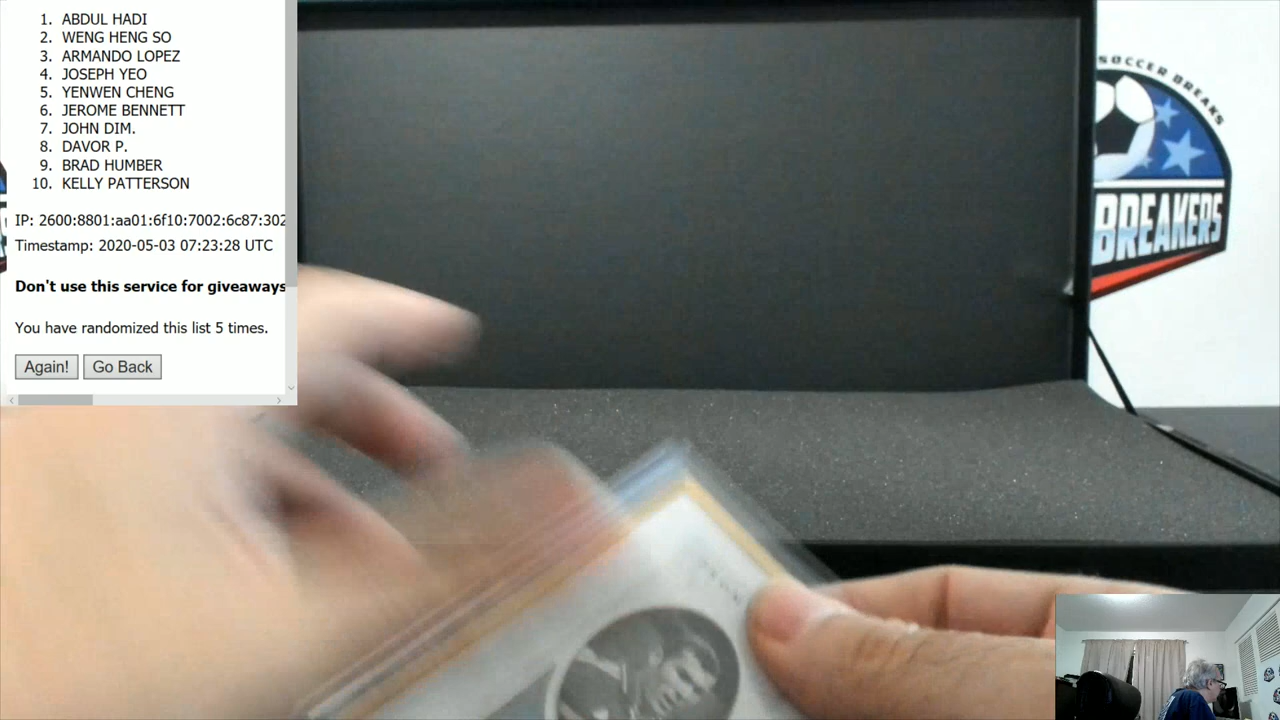 1. ABDUL HADI
2. WENG HENG SO
3. ARMANDO LOPEZ
4. JOSEPH YEO
5. YENWEN CHENG
6. JEROME BENNETT
7. JOHN DIM.
8. DAVOR P.
9. BRAD HUMBER
10. KELLY PATTERSON
IP: 2600:8801:aa01:6f10:7002:6c87:302
Timestamp: 2020-05-03 07:23:28 UTC
Don't use this service for giveaways
You have randomized this list 5 times.
Again! Go Back
SOCCER BREAKS
BREAKERS